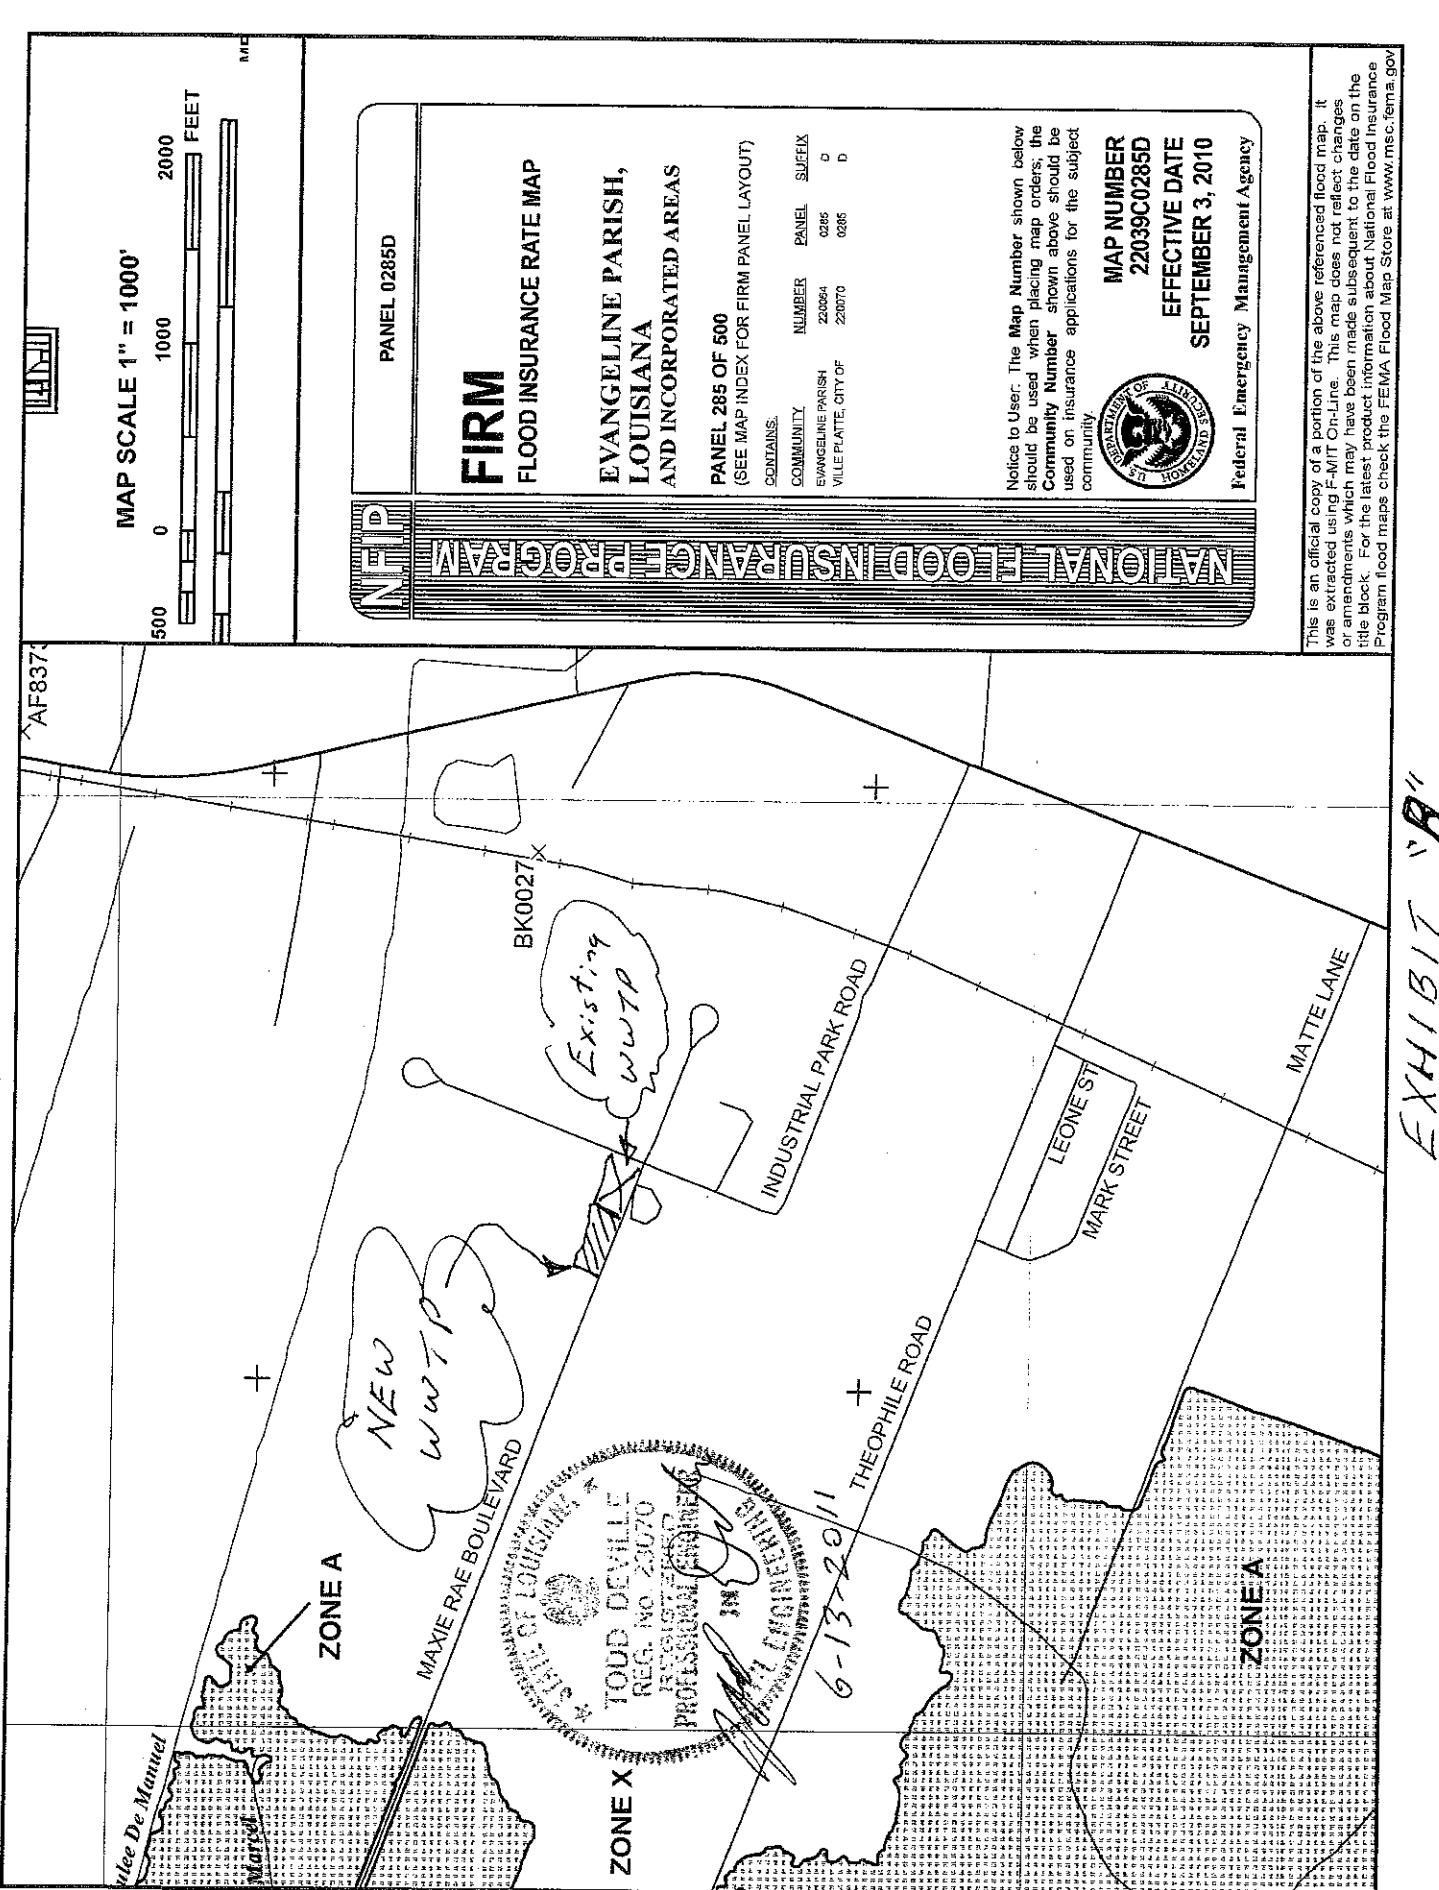 MAP SCALE 1" = 1000'
500 0 1000 2000
FEET
PANEL 0285D
NFIP
NATIONAL FLOOD INSURANCE PROGRAM
FIRM
FLOOD INSURANCE RATE MAP
EVANGELINE PARISH,
LOUISIANA
AND INCORPORATED AREAS
PANEL 285 OF 500
(SEE MAP INDEX FOR FIRM PANEL LAYOUT)
CONTAINS:
COMMUNITY NUMBER PANEL SUFFIX
EVANGELINE PARISH 220064 0285 D
VILLE PLATTE, CITY OF 220070 0285 D
Notice to User: The Map Number shown below
should be used when placing map orders; the
Community Number shown above should be
used on insurance applications for the subject
community.
U.S. DEPARTMENT OF HOMELAND SECURITY
MAP NUMBER
22039C0285D
EFFECTIVE DATE
SEPTEMBER 3, 2010
Federal Emergency Management Agency
This is an official copy of a portion of the above referenced flood map. It
was extracted using F-MIT On-Line. This map does not reflect changes
or amendments which may have been made subsequent to the date on the
title block. For the latest product information about National Flood Insurance
Program flood maps check the FEMA Flood Map Store at www.msc.fema.gov
AF837
BK0027
Existing
WWTP
NEW
WWTP
INDUSTRIAL PARK ROAD
LEONE ST
MARK STREET
MATTE LANE
THEOPHILE ROAD
MAXIE RAE BOULEVARD
ZONE A
ZONE X
ZONE A
ulee De Manuel
Marcel
STATE OF LOUISIANA
TODD DEVILLE
REG. No. 23070
REGISTERED
PROFESSIONAL ENGINEER
IN
ENGINEERING
6-13-2011
EXHIBIT "A"